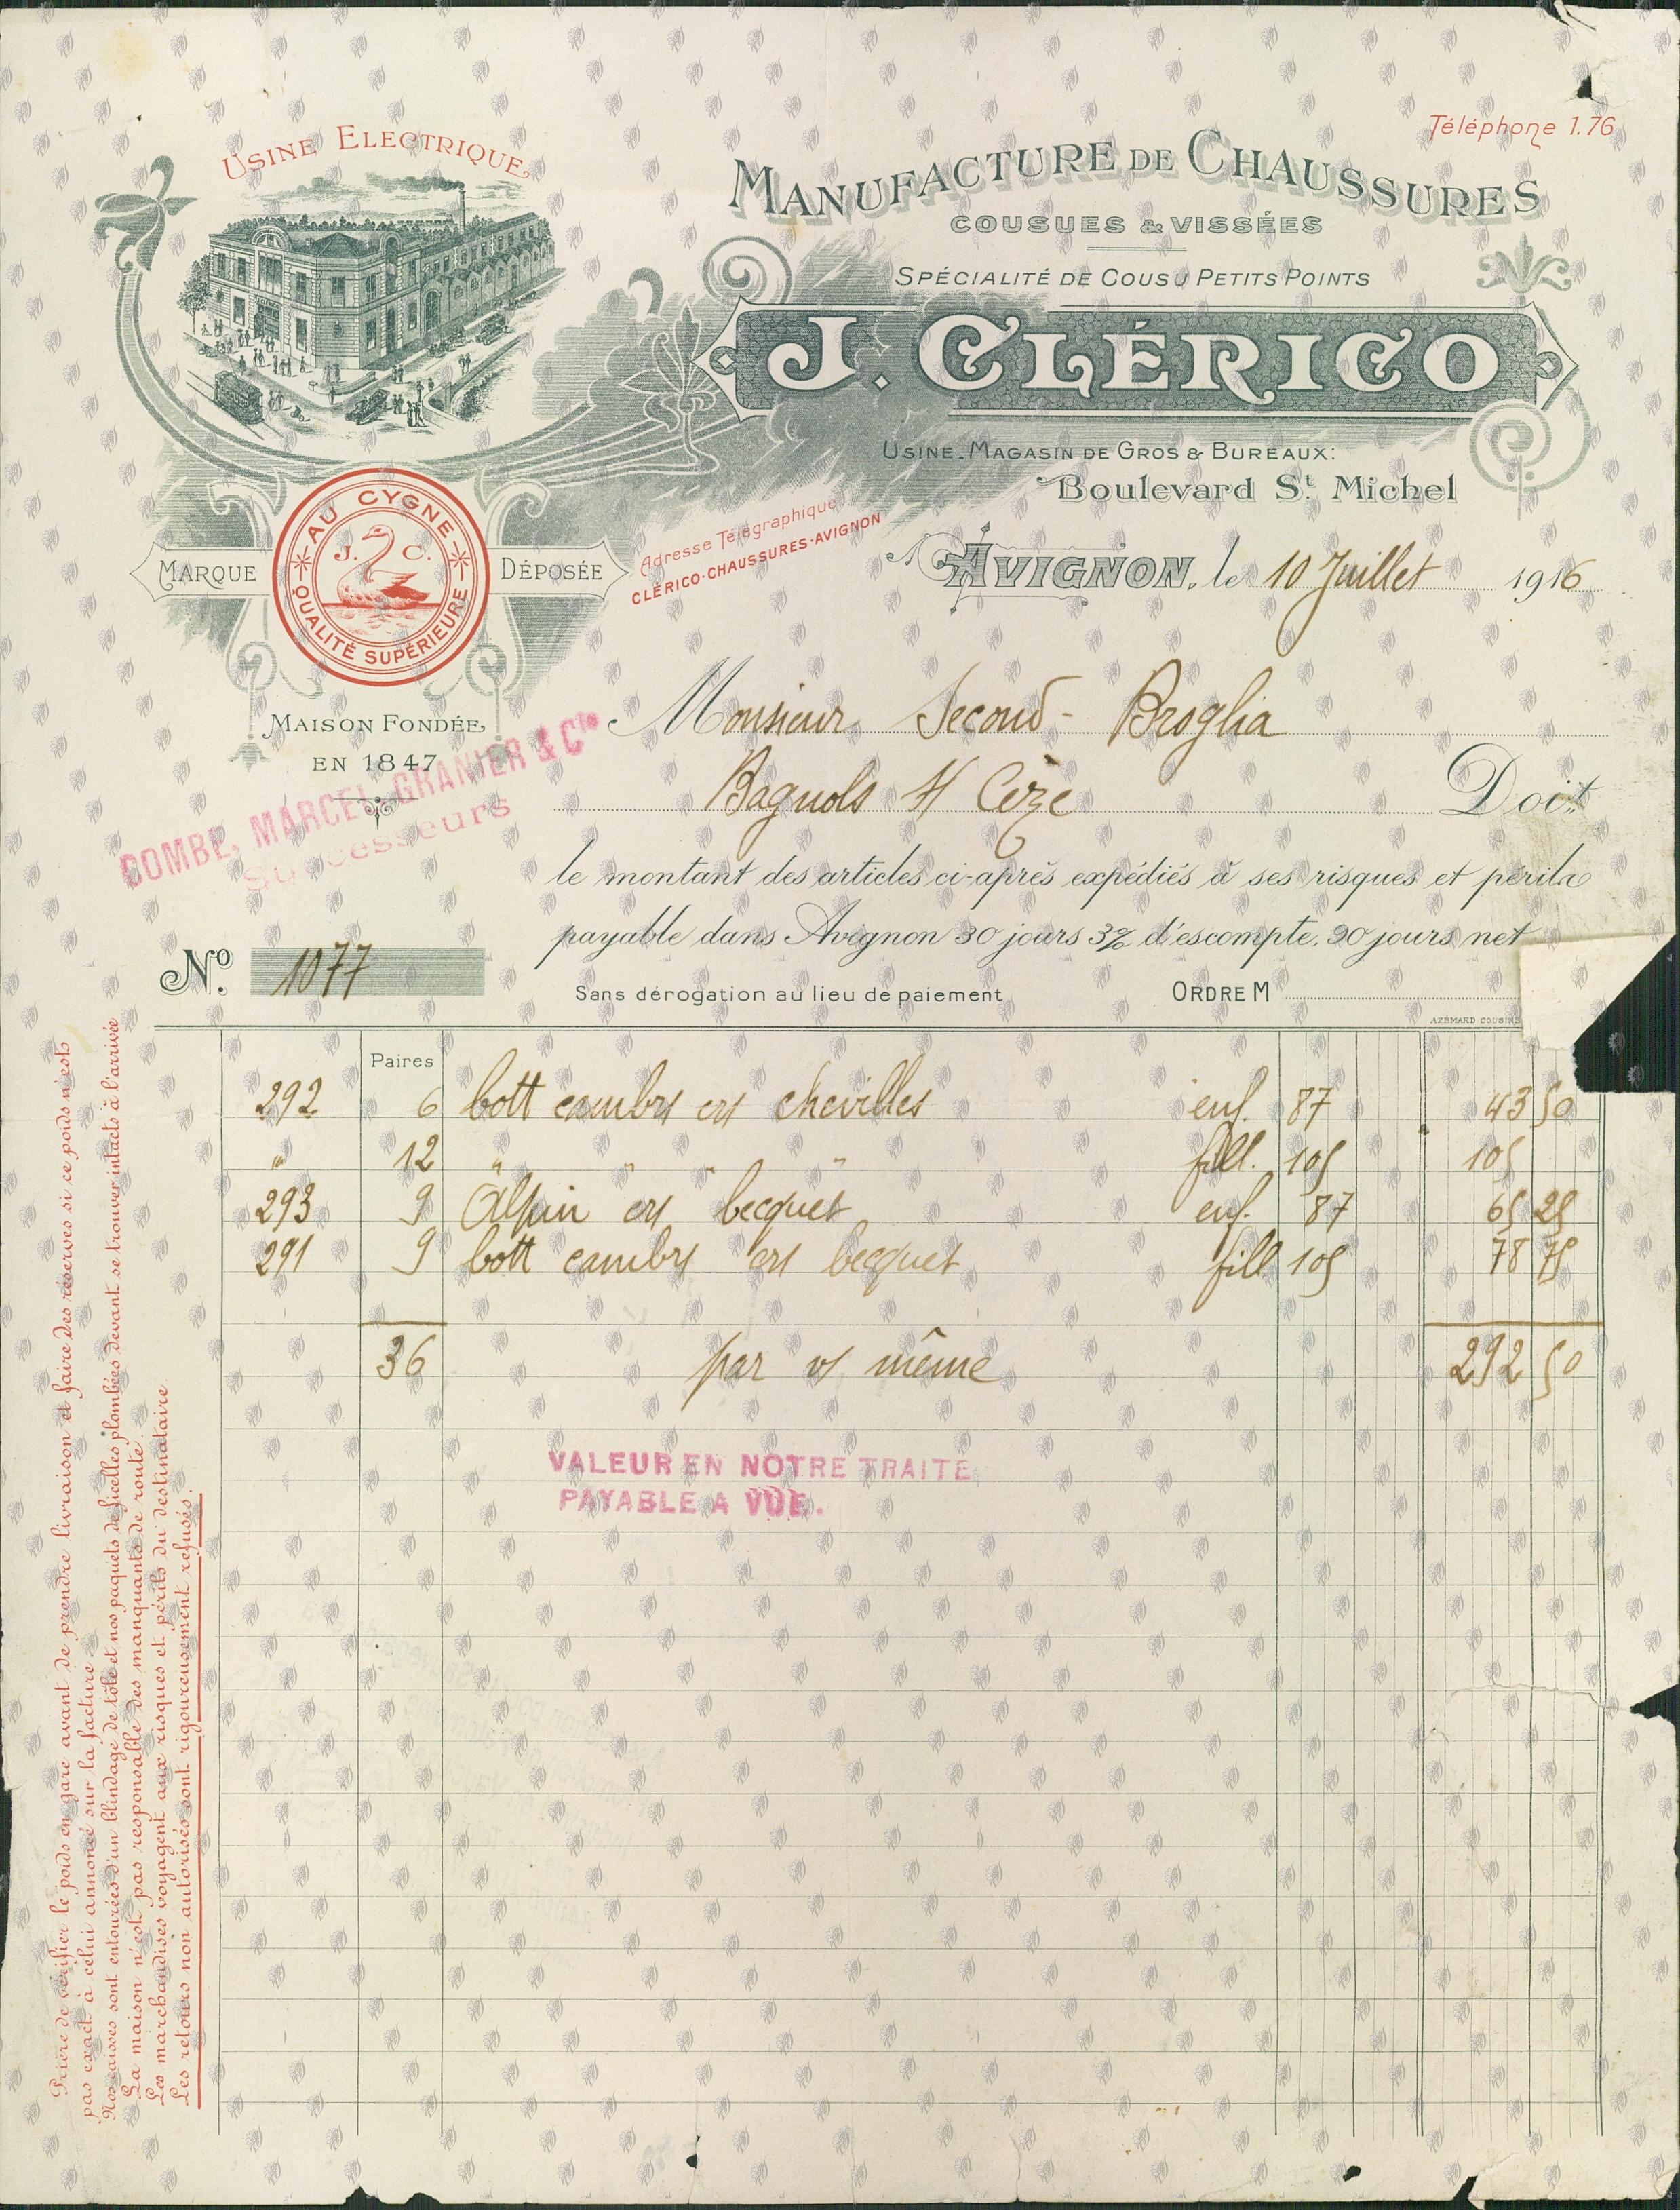 Téléphone 1.76
USINE ELECTRIQUE
MANUFACTURE DE CHAUSSURES
COUSUES & VISSÉES
SPÉCIALITÉ DE COUSU PETITS POINTS
J. CLÉRICO
USINE. MAGASIN DE GROS & BUREAUX:
Boulevard St. Michel
AU CYGNE
J. C.
QUALITÉ SUPÉRIEURE
MARQUE DÉPOSÉE
Adresse Télégraphique
CLÉRICO-CHAUSSURES-AVIGNON
AVIGNON, le 10 Juillet 1916
MAISON FONDÉE
EN 1847
COMBE, MARCEL GRANIER & Cie
Successeurs
Monsieur Second - Broglia
Bagnols s/ Cèze Doit
le montant des articles ci-après expédiés à ses risques et périls
payable dans Avignon 30 jours 3% d'escompte, 90 jours net
No. 1077
Sans dérogation au lieu de paiement ORDRE M
AZÉMARD COUSINS
Paires
292 6 bott cambrs crs chevilles enf. 87 43 50
" 12 " " " " fill. 105 105
293 9 Alpin crs becquet enf. 87 65 25
291 9 bott cambrs crs becquet fill 105 78 75
36 par v/ même 292 50
VALEUR EN NOTRE TRAITE
PAYABLE A VUE.
Prière de vérifier le poids en gare avant de prendre livraison et faire des réserves si ce poids n'est
pas exact à celui annoncé sur la facture.
Nos caisses sont entourées d'un blindage de tôle et nos paquets de ficelles plombées devant se trouver intacts à l'arrivée
La maison n'est pas responsable des manquants de route.
Les marchandises voyagent aux risques et périls du destinataire
Les retours non autorisés sont rigoureusement refusés.